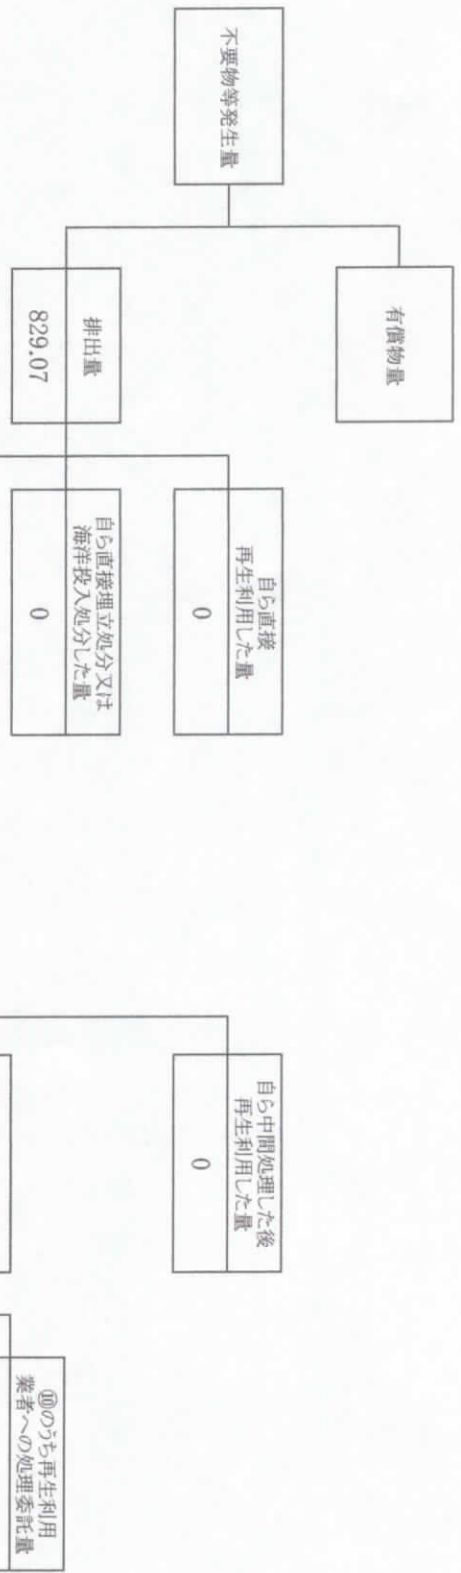 不要物等発生量
有償物量
排出量
829.07
自ら直接
再生利用した量
0
自ら直接埋立処分又は
海洋投入処分した量
0
自ら中間処理した後
再生利用した量
0
⑩のうち再生利用
業者への処理委託量